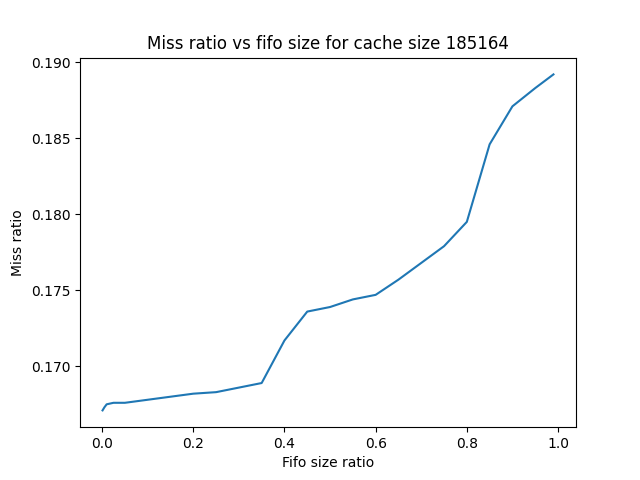 Miss ratio vs fifo size for cache size 185164
0.190
0.185
0.180
0.175
0.170
Miss ratio
0.0 0.2 0.4 0.6 0.8 1.0
Fifo size ratio